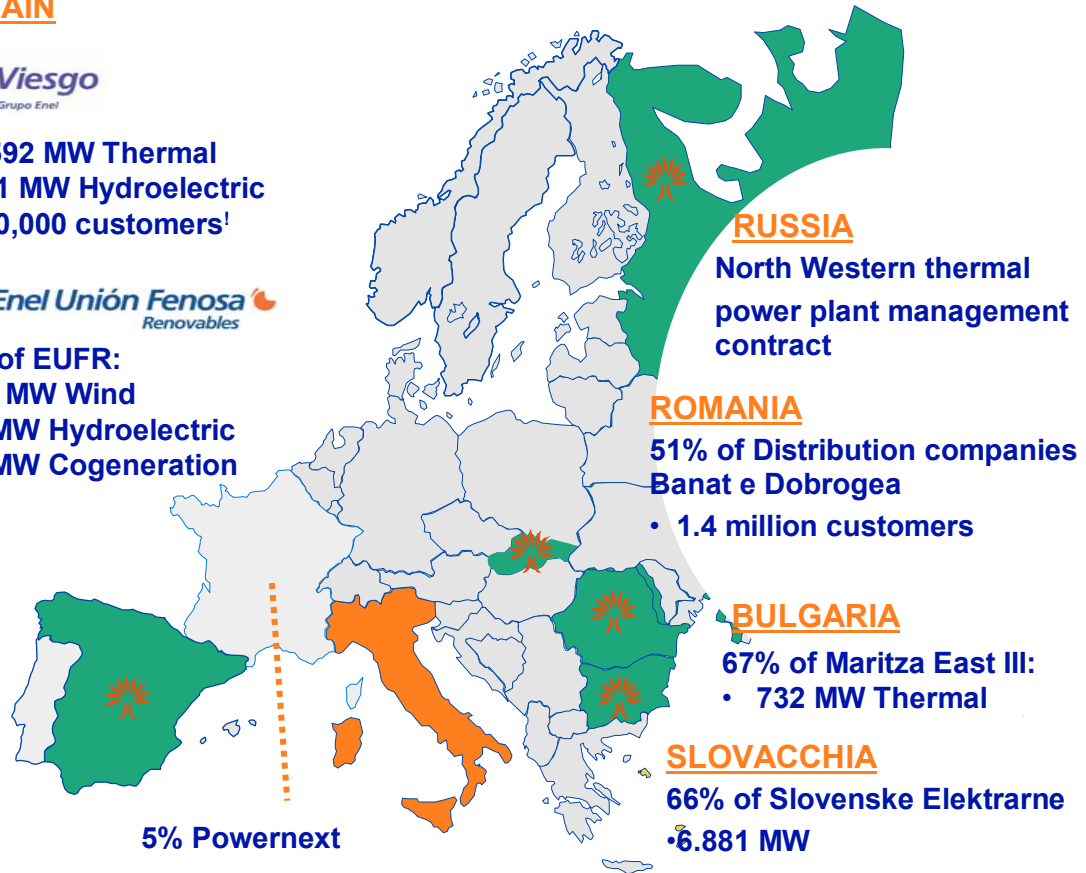 AIN
Viesgo
Grupo Enel
592 MW Thermal
1 MW Hydroelectric
0,000 customers!
Enel Unión Fenosa
Renovables
of EUFR:
MW Wind
MW Hydroelectric
MW Cogeneration
RUSSIA
North Western thermal
power plant management
contract
ROMANIA
51% of Distribution companies
Banat e Dobrogea
• 1.4 million customers
BULGARIA
67% of Maritza East III:
• 732 MW Thermal
SLOVACCHIA
66% of Slovenske Elektrarne
•6.881 MW
5% Powernext